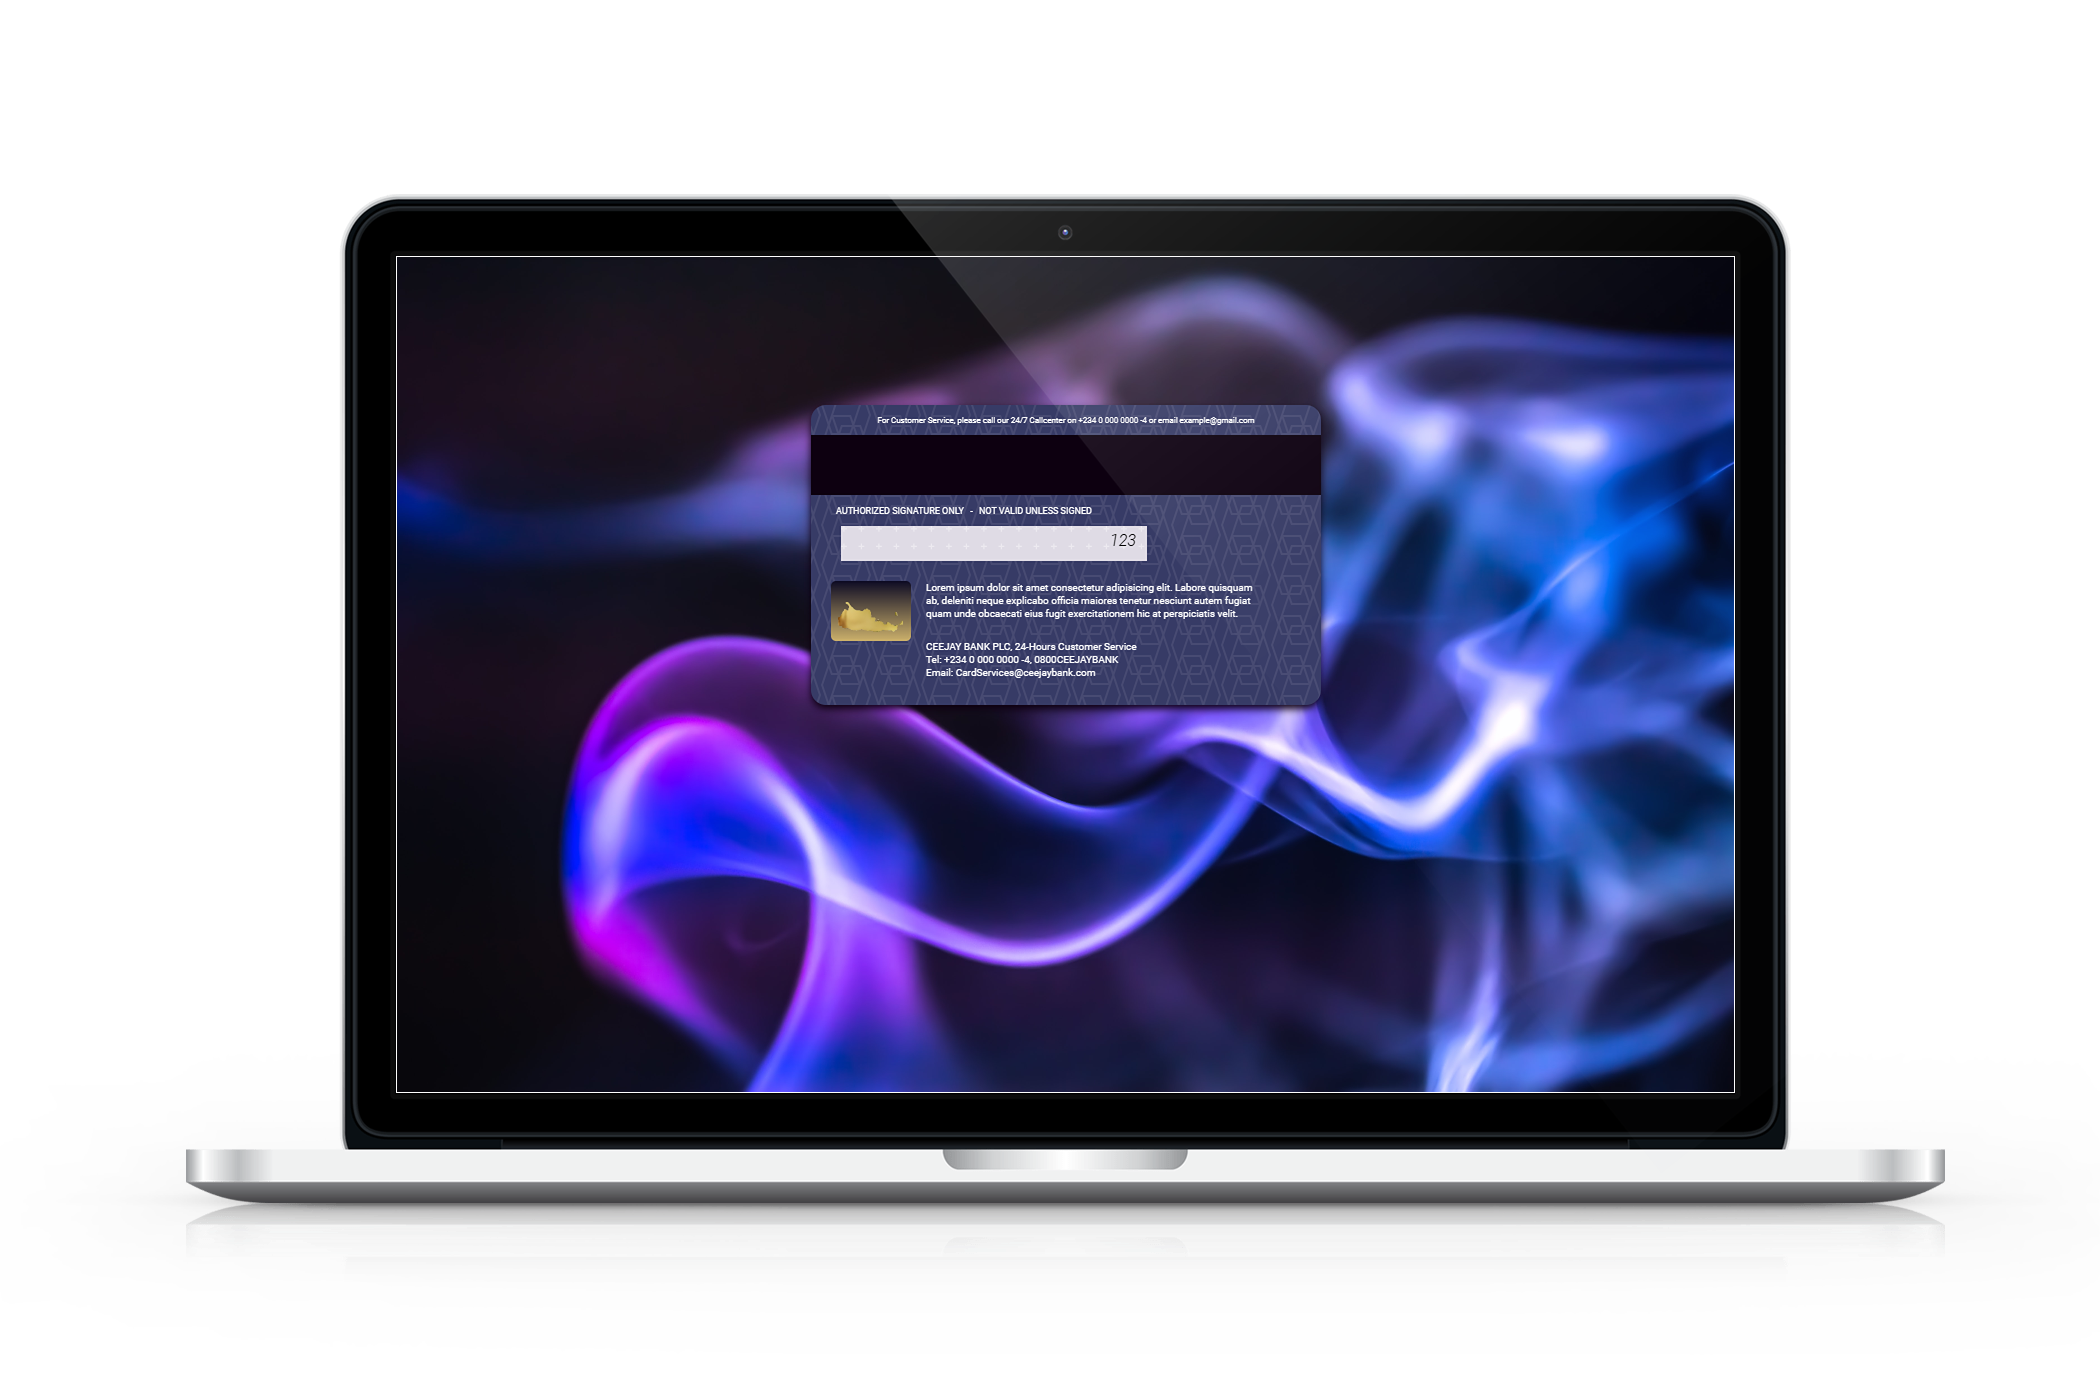 For Customer Service, please call our 24/7 Callcenter on +234 0 000 0000 -4 or email example@gmail.com
AUTHORIZED SIGNATURE ONLY - NOT VALID UNLESS SIGNED
123
Lorem ipsum dolor sit amet consectetur adipisicing elit. Labore quisquam
ab, deleniti neque explicabo officia maiores tenetur nesciunt autem fugiat
quam unde obcaecati eius fugit exercitationem hic at perspiciatis velit.
CEEJAY BANK PLC, 24-Hours Customer Service
Tel: +234 0 000 0000 -4, 0800CEEJAYBANK
Email: CardServices@ceejaybank.com